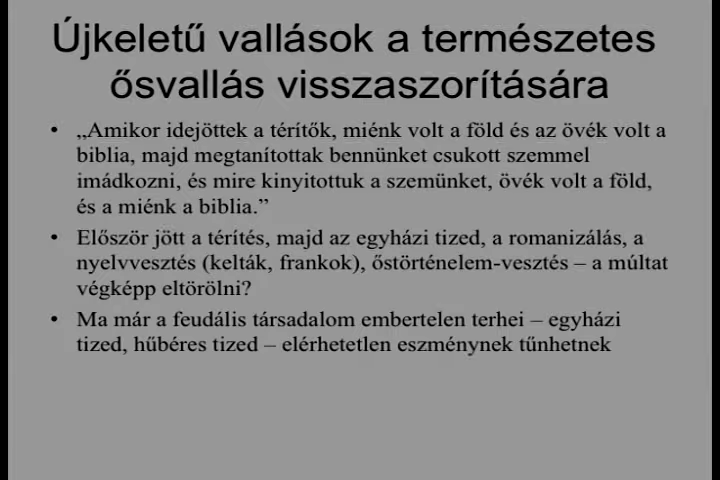 Újkeletű vallások a természetes
ősvallás visszaszorítására
• „Amikor idejöttek a térítők, miénk volt a föld és az övék volt a
biblia, majd megtanítottak bennünket csukott szemmel
imádkozni, és mire kinyitottuk a szemünket, övék volt a föld,
és a miénk a biblia.”
• Először jött a térítés, majd az egyházi tized, a romanizálás, a
nyelvvesztés (kelták, frankok), őstörténelem-vesztés – a múltat
végképp eltörölni?
• Ma már a feudális társadalom embertelen terhei – egyházi
tized, hűbéres tized – elérhetetlen eszménynek tűnhetnek